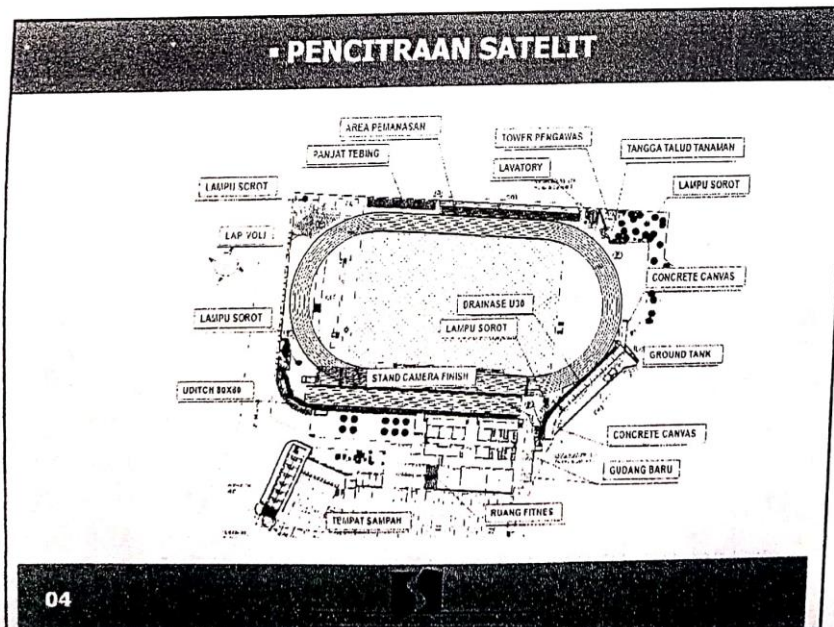 ▪ PENCITRAAN SATELIT
AREA PEMANASAN
TOWER PENGAWAS
PANJAT TEBING
LAVATORY
TANGGA TALUD TANAMAN
LAMPU SOROT
LAMPU SOROT
LAP VOLI
CONCRETE CANVAS
DRAINASE U30
LAMPU SOROT
LAMPU SOROT
GROUND TANK
STAND CAMERA FINISH
UDITCH 80X80
CONCRETE CANVAS
GUDANG BARU
TEMPAT SAMPAH
RUANG FITNES
04